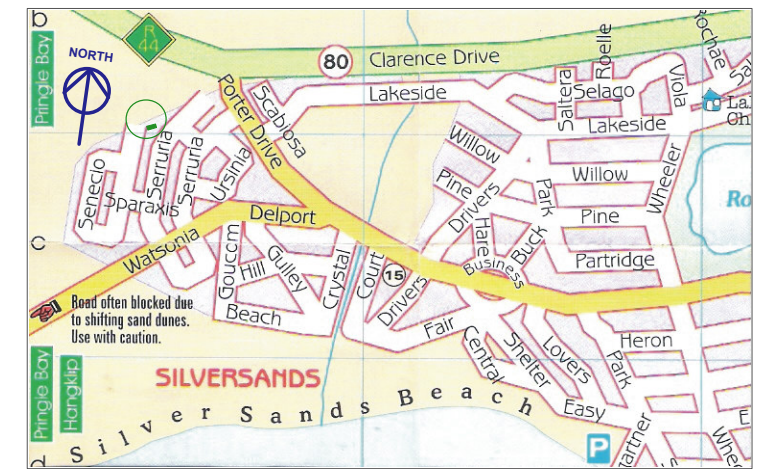 b
R
44
Pringle Bay
NORTH
80
Clarence Drive
Porter Drive
Scabiosa
Lakeside
Saltera
Roelle
Selago
Viola
Lakeside
Willow
Pine
Drivers
Willow
Wheeler
Park
Pine
Senecio
Sparaxis
Serruria
Serruria
Ursinia
Delport
Watsonia
Hare
Buck
Partridge
Business
c
Gouccm
Hill
Gulley
Crystal
Court
15
Drivers
Beach
Fair
Road often blocked due
to shifting sand dunes.
Use with caution.
Central
Shelter
Lovers
Park
Heron
Easy
Pringle Bay
Hangklip
SILVERSANDS
Silver Sands Beach
P
d